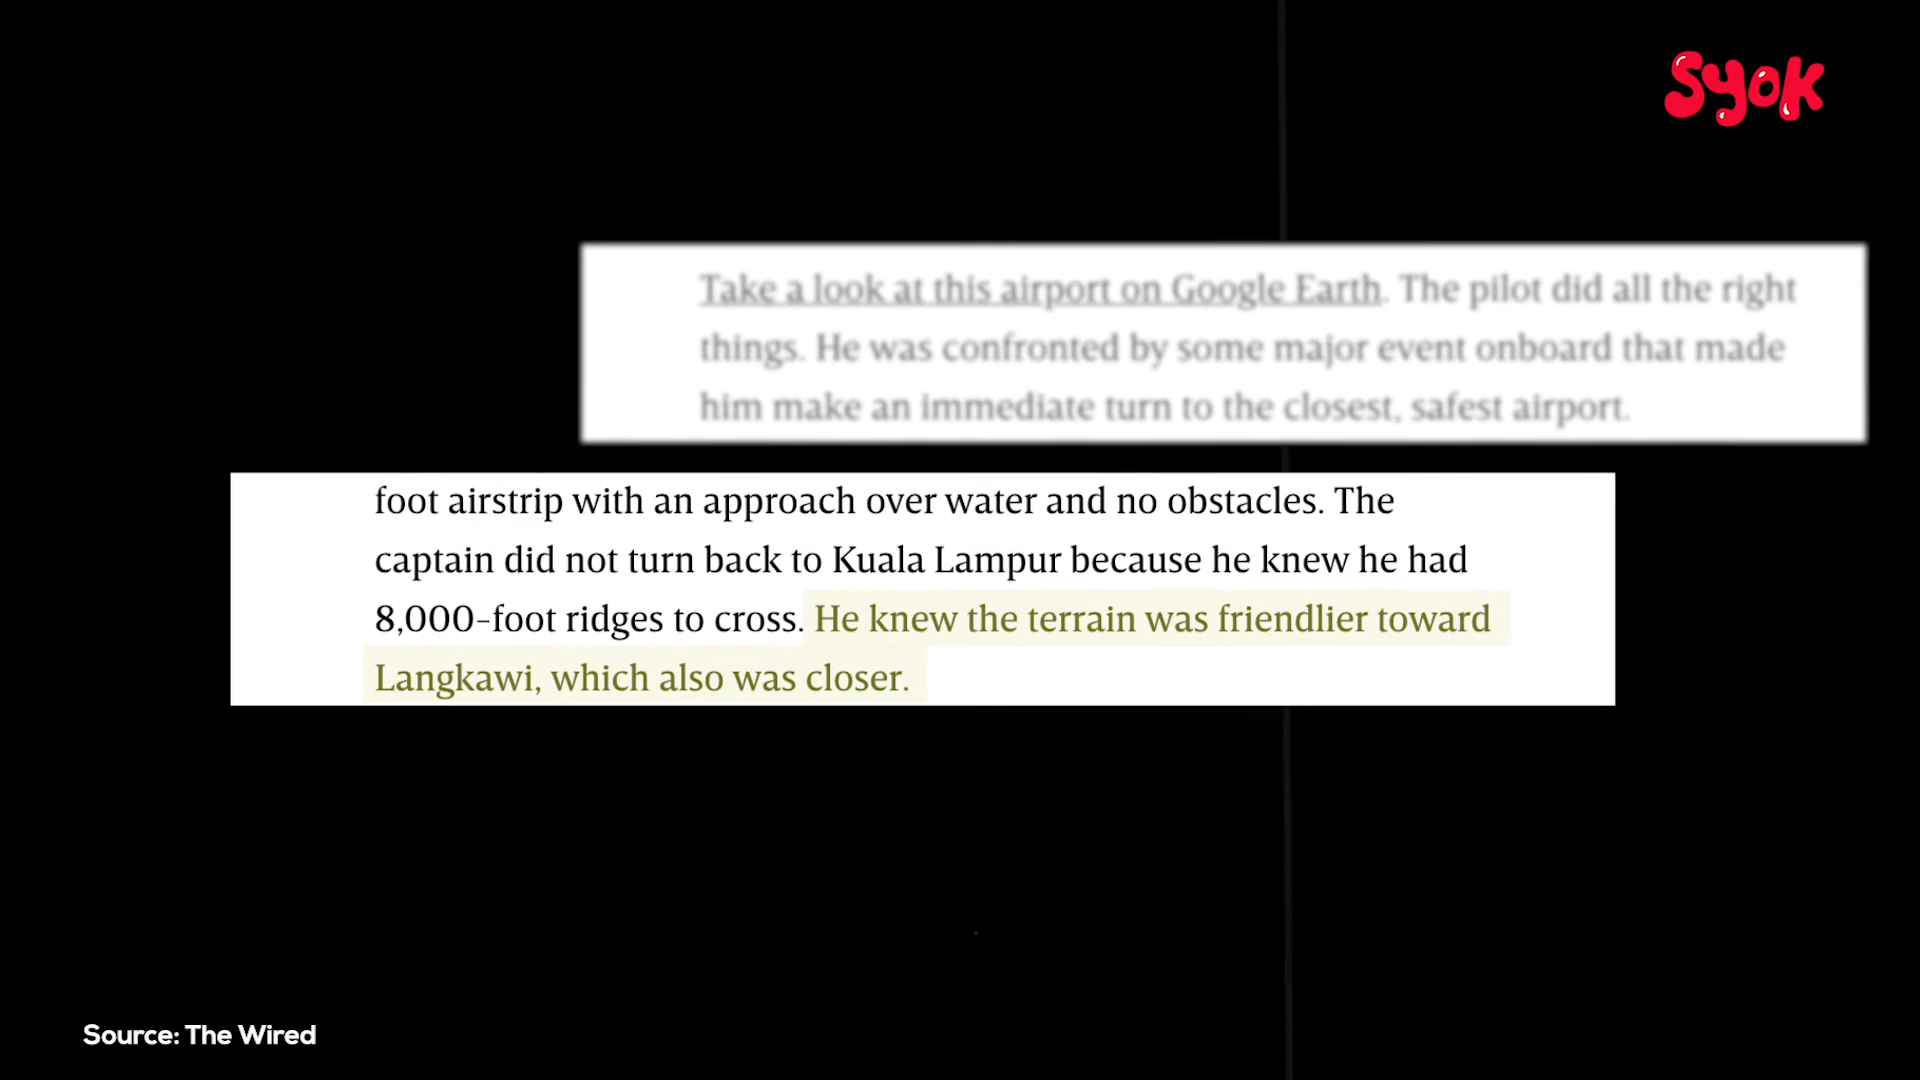 Syok
Take a look at this airport on Google Earth. The pilot did all the right
things. He was confronted by some major event onboard that made
him make an immediate turn to the closest, safest airport.
foot airstrip with an approach over water and no obstacles. The
captain did not turn back to Kuala Lampur because he knew he had
8,000-foot ridges to cross. He knew the terrain was friendlier toward
Langkawi, which also was closer.
Source: The Wired